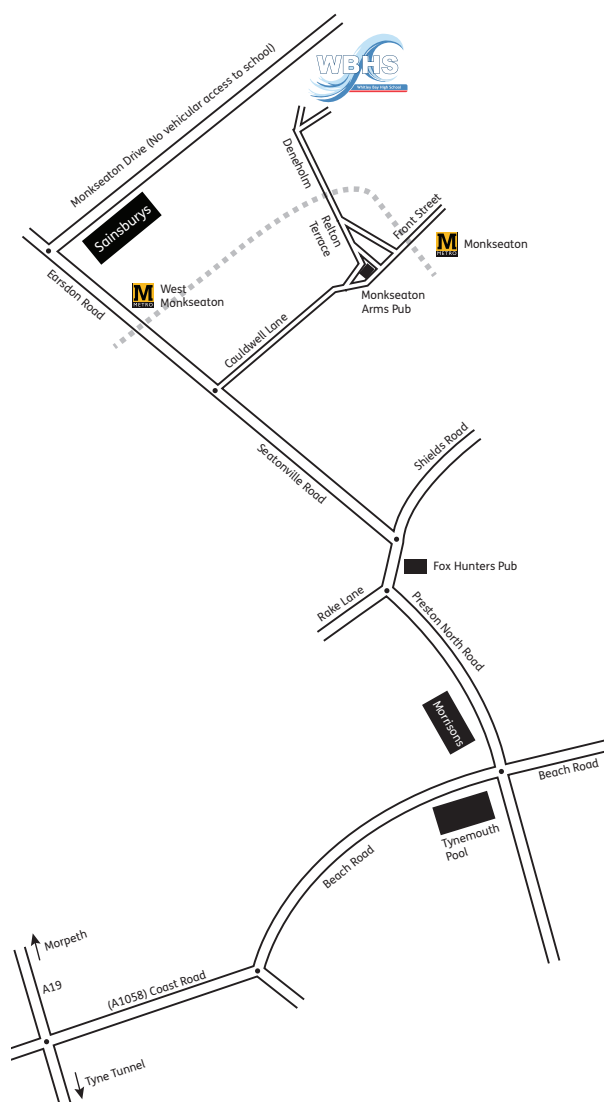 WBHS
Whitley Bay High School
Monkseaton Drive (No vehicular access to school)
Deneholm
Sainsburys
Relton
Terrace
Front Street
M
METRO
Monkseaton
Earsdon Road
M
METRO
West
Monkseaton
Monkseaton
Arms Pub
Cauldwell Lane
Shields Road
Seatonville Road
Fox Hunters Pub
Rake Lane
Preston North Road
Morrisons
Beach Road
Tynemouth
Pool
Beach Road
Morpeth
A19
(A1058) Coast Road
Tyne Tunnel